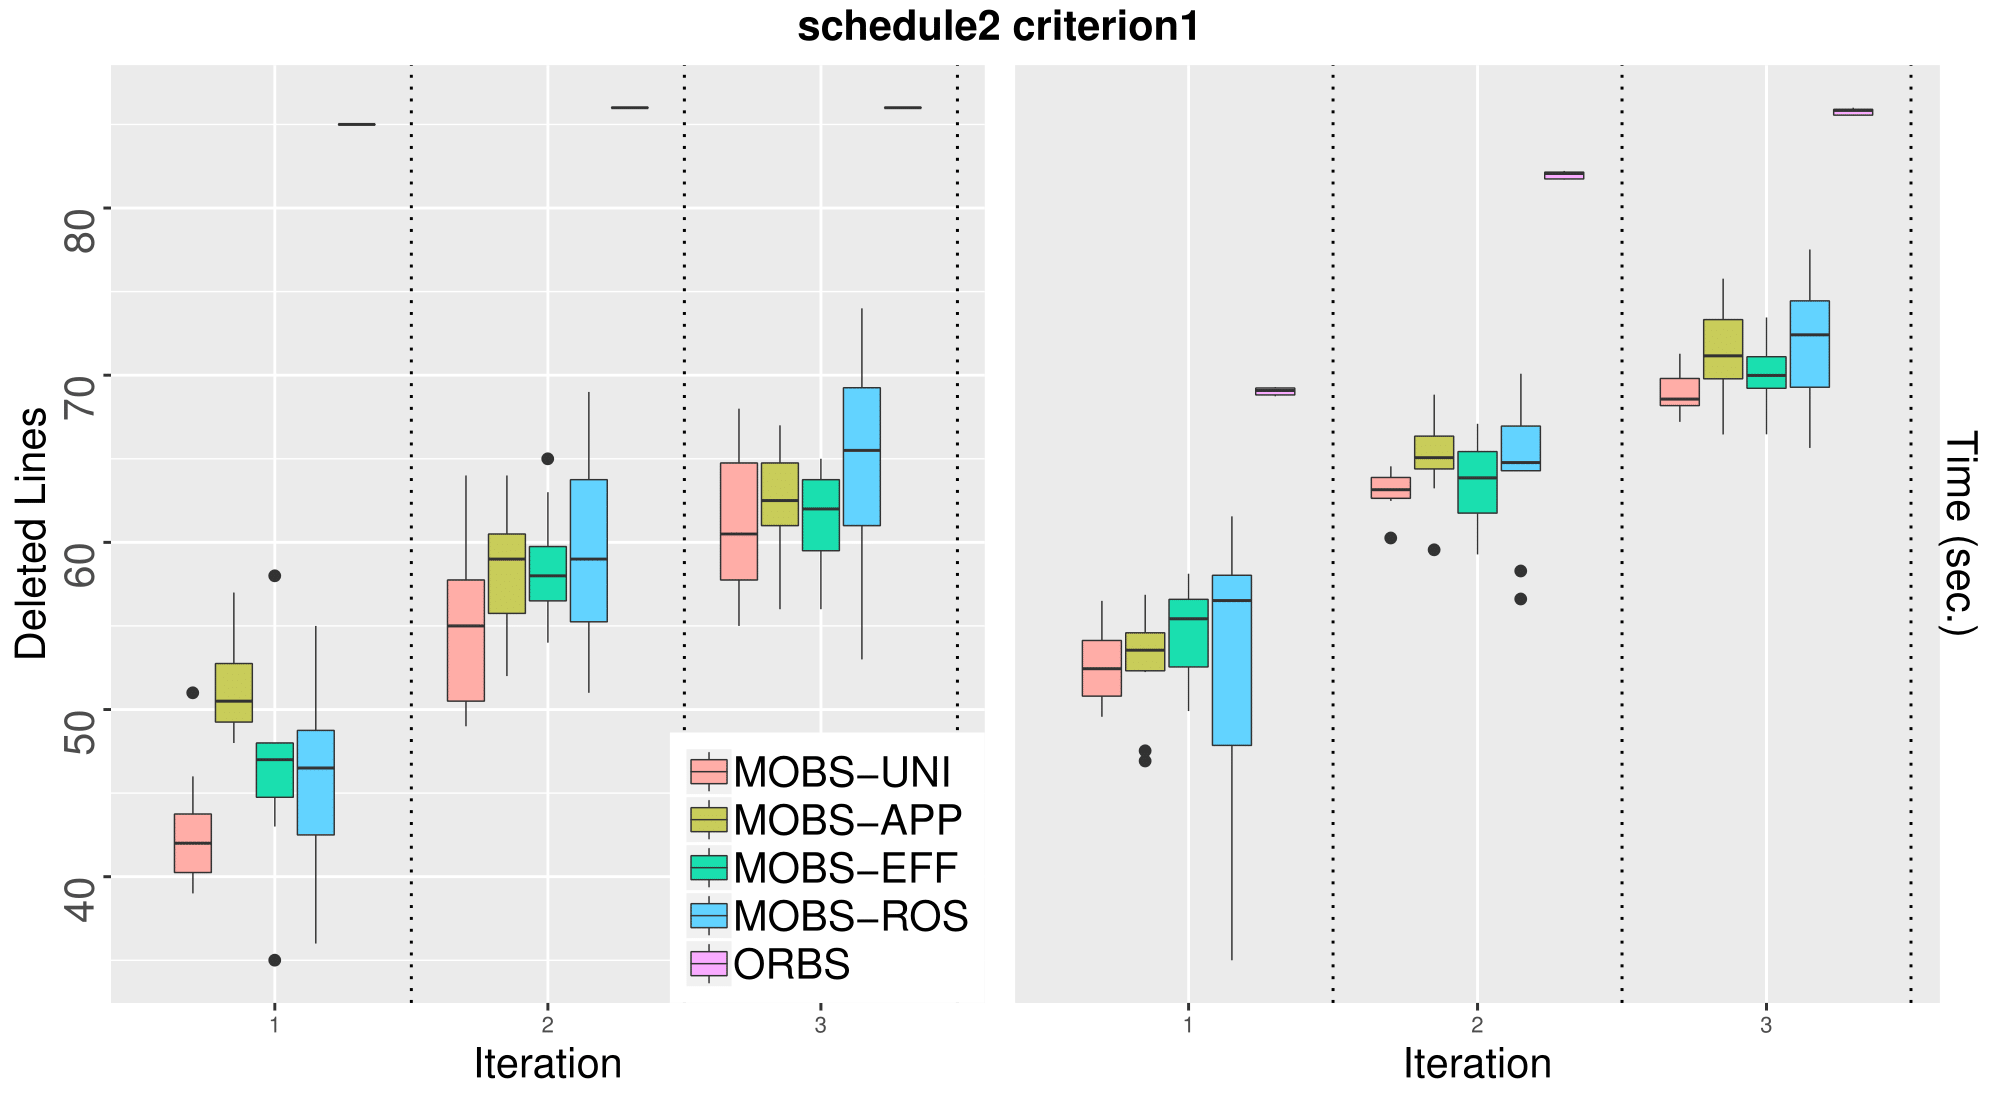 schedule2 criterion1
Deleted Lines
80
70
60
50
40
MOBS−UNI
MOBS−APP
MOBS−EFF
MOBS−ROS
ORBS
1 2 3
Iteration
1 2 3
Iteration
Time (sec.)